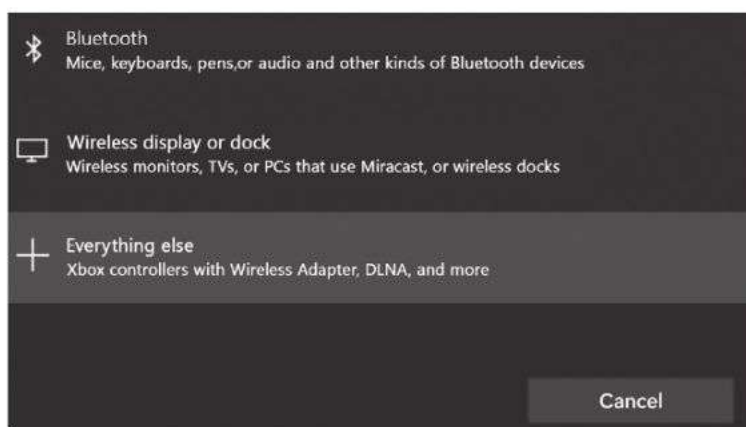 Bluetooth
Mice, keyboards, pens,or audio and other kinds of Bluetooth devices
Wireless display or dock
Wireless monitors, TVs, or PCs that use Miracast, or wireless docks
Everything else
Xbox controllers with Wireless Adapter, DLNA, and more
Cancel